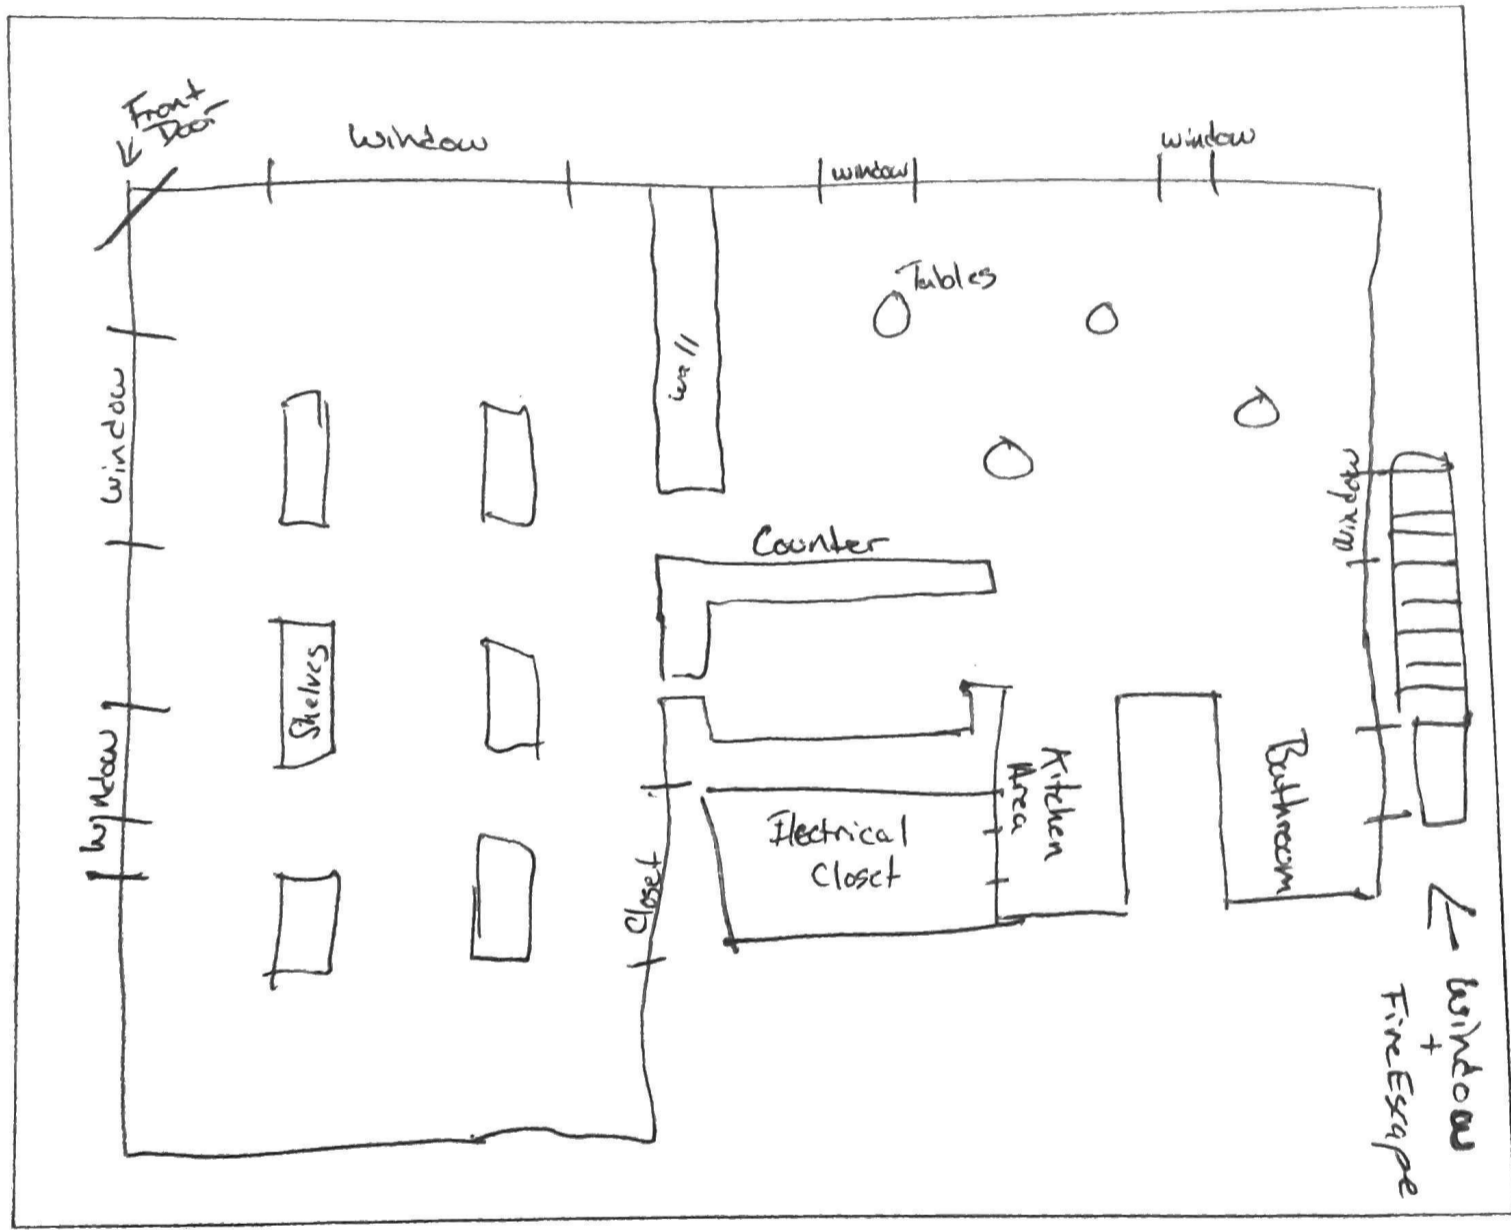 Front
Door
Window
window
window
Tables
wall
Window
Window
Counter
Shelves
Window
Kitchen
Area
Bathroom
Electrical
Closet
Closet
Window
+
Fire Escape